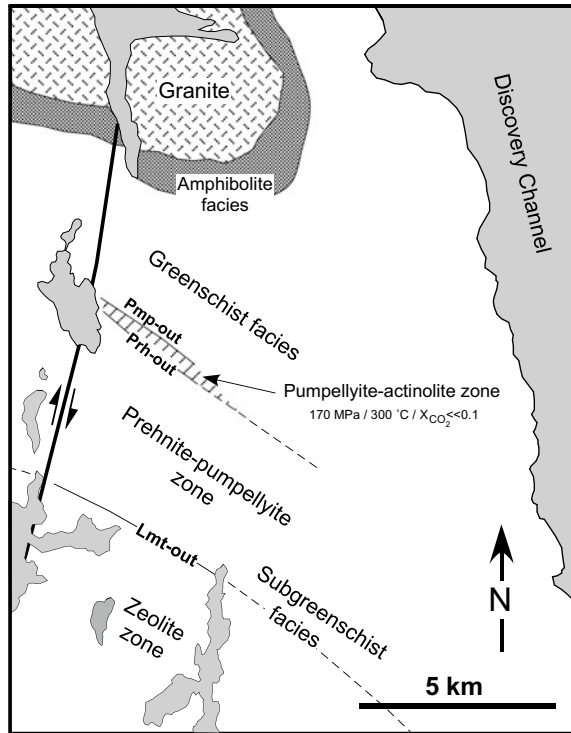 Granite
Discovery Channel
Amphibolite
facies
Greenschist facies
Pmp-out
Prh-out
Pumpellyite-actinolite zone
170 MPa / 300 ˚C / XCO2<<0.1
Prehnite-pumpellyite
zone
Lmt-out
Subgreenschist
facies
Zeolite
zone
N
5 km